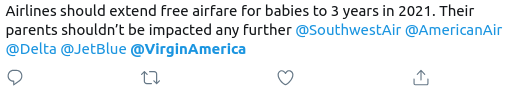 Airlines should extend free airfare for babies to 3 years in 2021. Their
parents shouldn’t be impacted any further @SouthwestAir @AmericanAir
@Delta @JetBlue @VirginAmerica